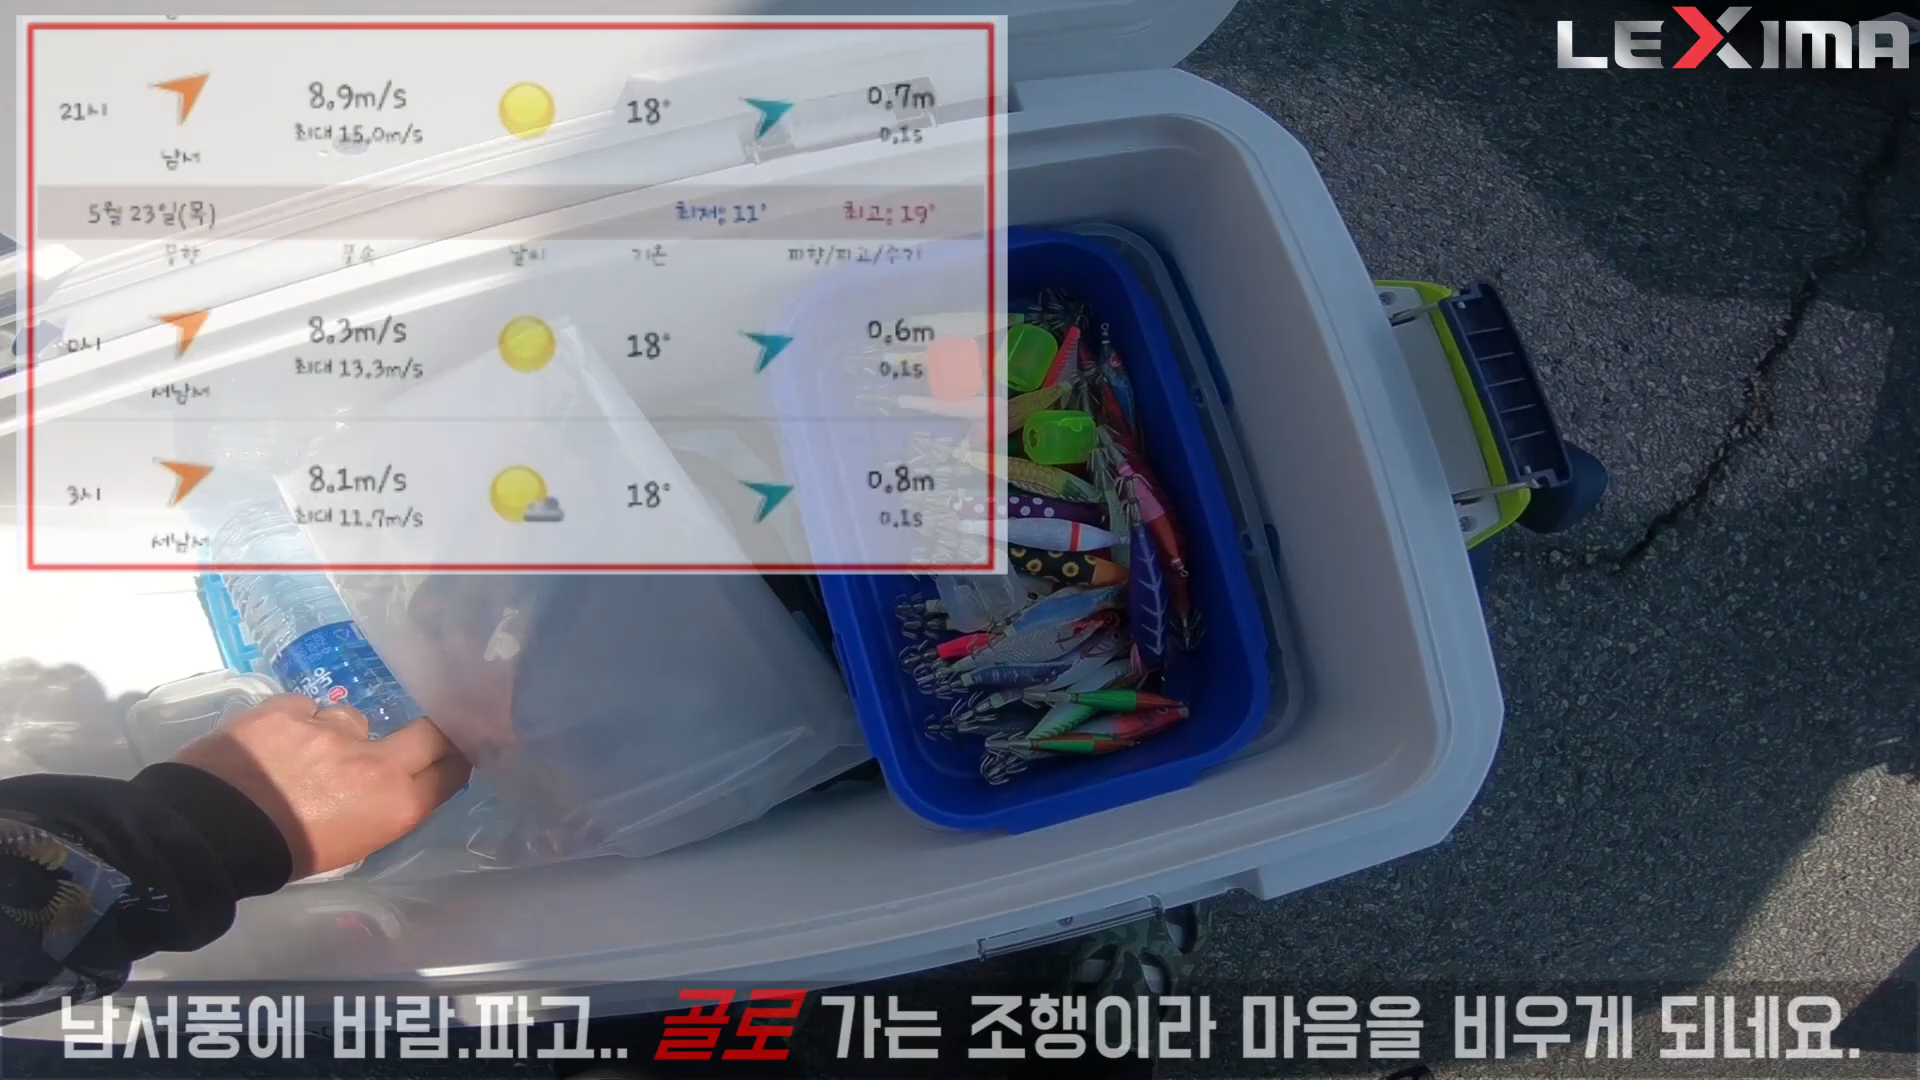 LEXIMA
21시 8.9m/s 18° 0.7m
최대 15.0m/s 0.1s
남서
5월 23일(목) 최저: 11° 최고: 19°
풍향 풍속 날씨 기온 파향/파고/주기
0시 8.3m/s 18° 0.6m
최대 13.3m/s 0.1s
서남서
3시 8.1m/s 18° 0.8m
최대 11.7m/s 0.1s
서남서
남서풍에 바람.파고.. 골로 가는 조행이라 마음을 비우게 되네요.